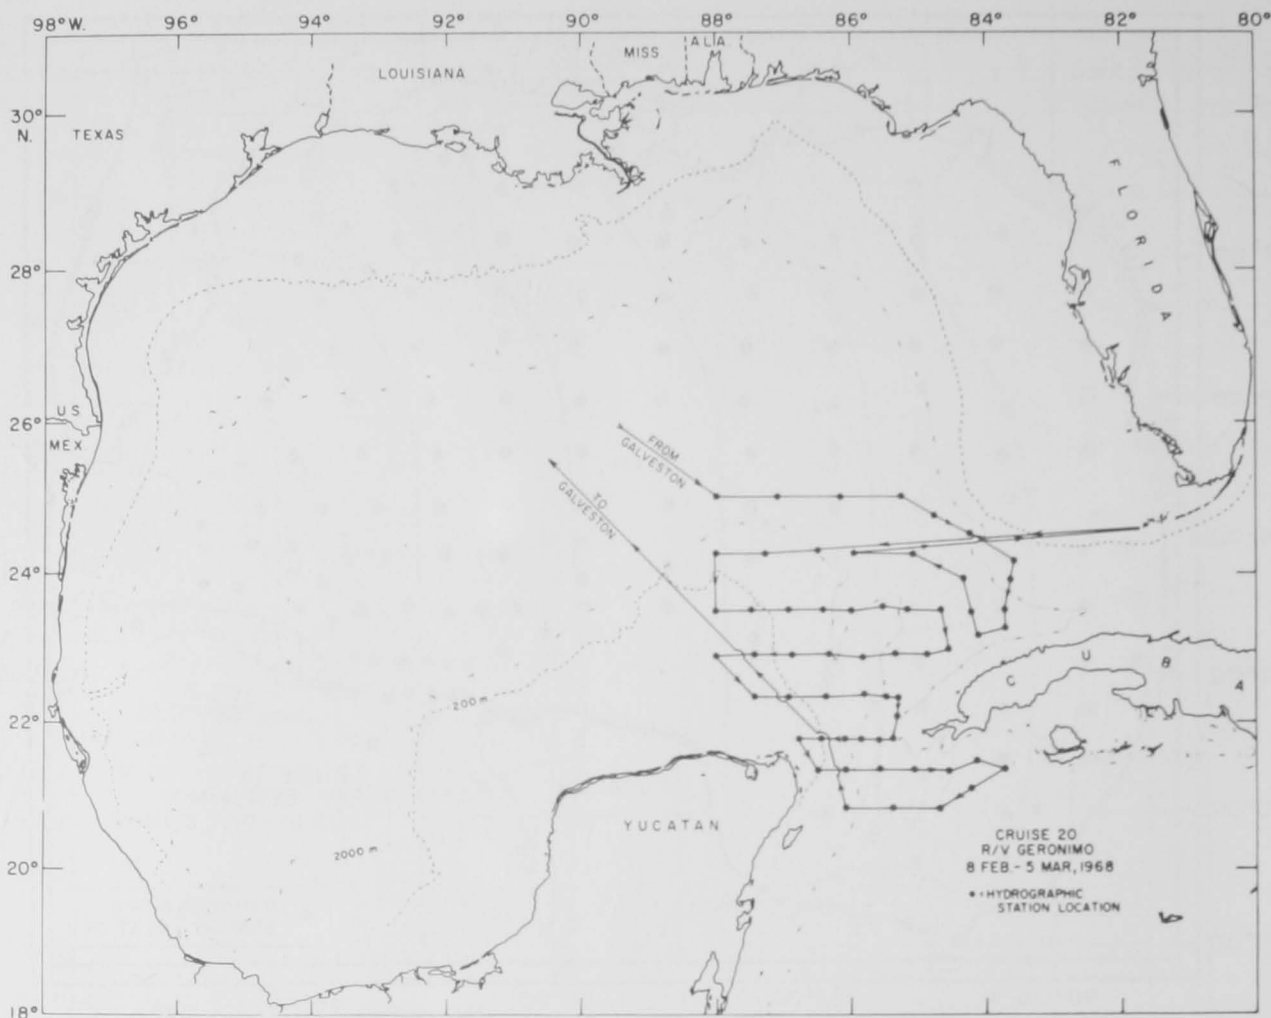 98°W. 96° 94° 92° 90° 88° 86° 84° 82° 80°
MISS ALA.
LOUISIANA
30°
N. TEXAS
FLORIDA
28°
26° US
MEX
FROM
GALVESTON
TO
GALVESTON
24°
CUBA
22°
200m
YUCATAN
2000 m
20°
18°
CRUISE 20
R/V GERONIMO
8 FEB.- 5 MAR, 1968
• = HYDROGRAPHIC
STATION LOCATION